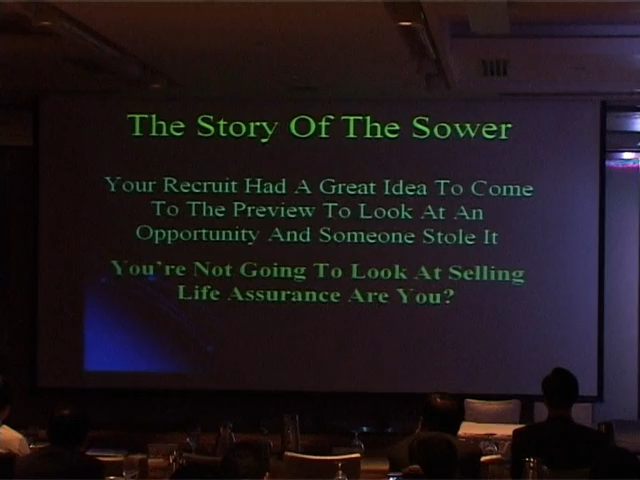 The Story Of The Sower
Your Recruit Had A Great Idea To Come
To The Preview To Look At An
Opportunity And Someone Stole It
You're Not Going To Look At Selling
Life Assurance Are You?